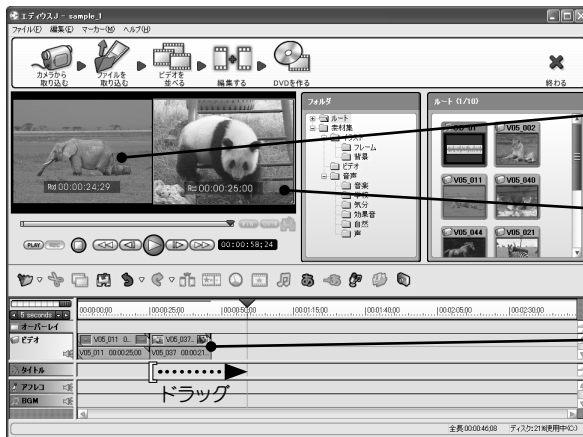 エディウスJ - sample_1
ファイル(F) 編集(E) マーカー(M) ヘルプ(H)
カメラから
取り込む
ファイルを
取り込む
ビデオを
並べる
編集する
DVDを作る
終わる
フォルダ
ルート
素材集
イラスト
フレーム
背景
ビデオ
音声
音楽
学校
気分
効果音
自然
声
ルート (1/10)
V05_002
V05_011
V05_040
V05_044
V05_021
Rcd 00:00:24;29
Rcd 00:00:25;00
PLAY
00:00:58;24
5 seconds
00:00:00;00
00:00:25;00
00:00:50;00
00:01:15;00
00:01:40;00
00:02:05;00
00:02:30;00
オーバーレイ
ビデオ
V05_011 0...
V05_037...
V05_011 00:00:25;00
V05_037 00:00:21...
タイトル
ドラッグ
アフレコ
BGM
全長:00:00:46;08
ディスク:21%使用中(C:)